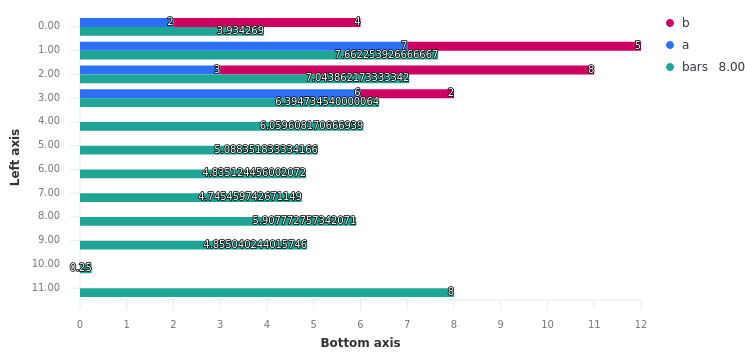 0.00 2 4 b
3.934269
1.00 7 5 a
7.662253926666667
2.00 3 8 bars 8.00
7.043862173333342
3.00 6 2
6.394734540000064
4.00 6.059608170666939
5.00 5.088351833334166
6.00 4.835124456002072
7.00 4.745459742671149
8.00 5.907772757342071
9.00 4.855040244015746
10.00 0.25
11.00 8
Left axis
0 1 2 3 4 5 6 7 8 9 10 11 12
Bottom axis